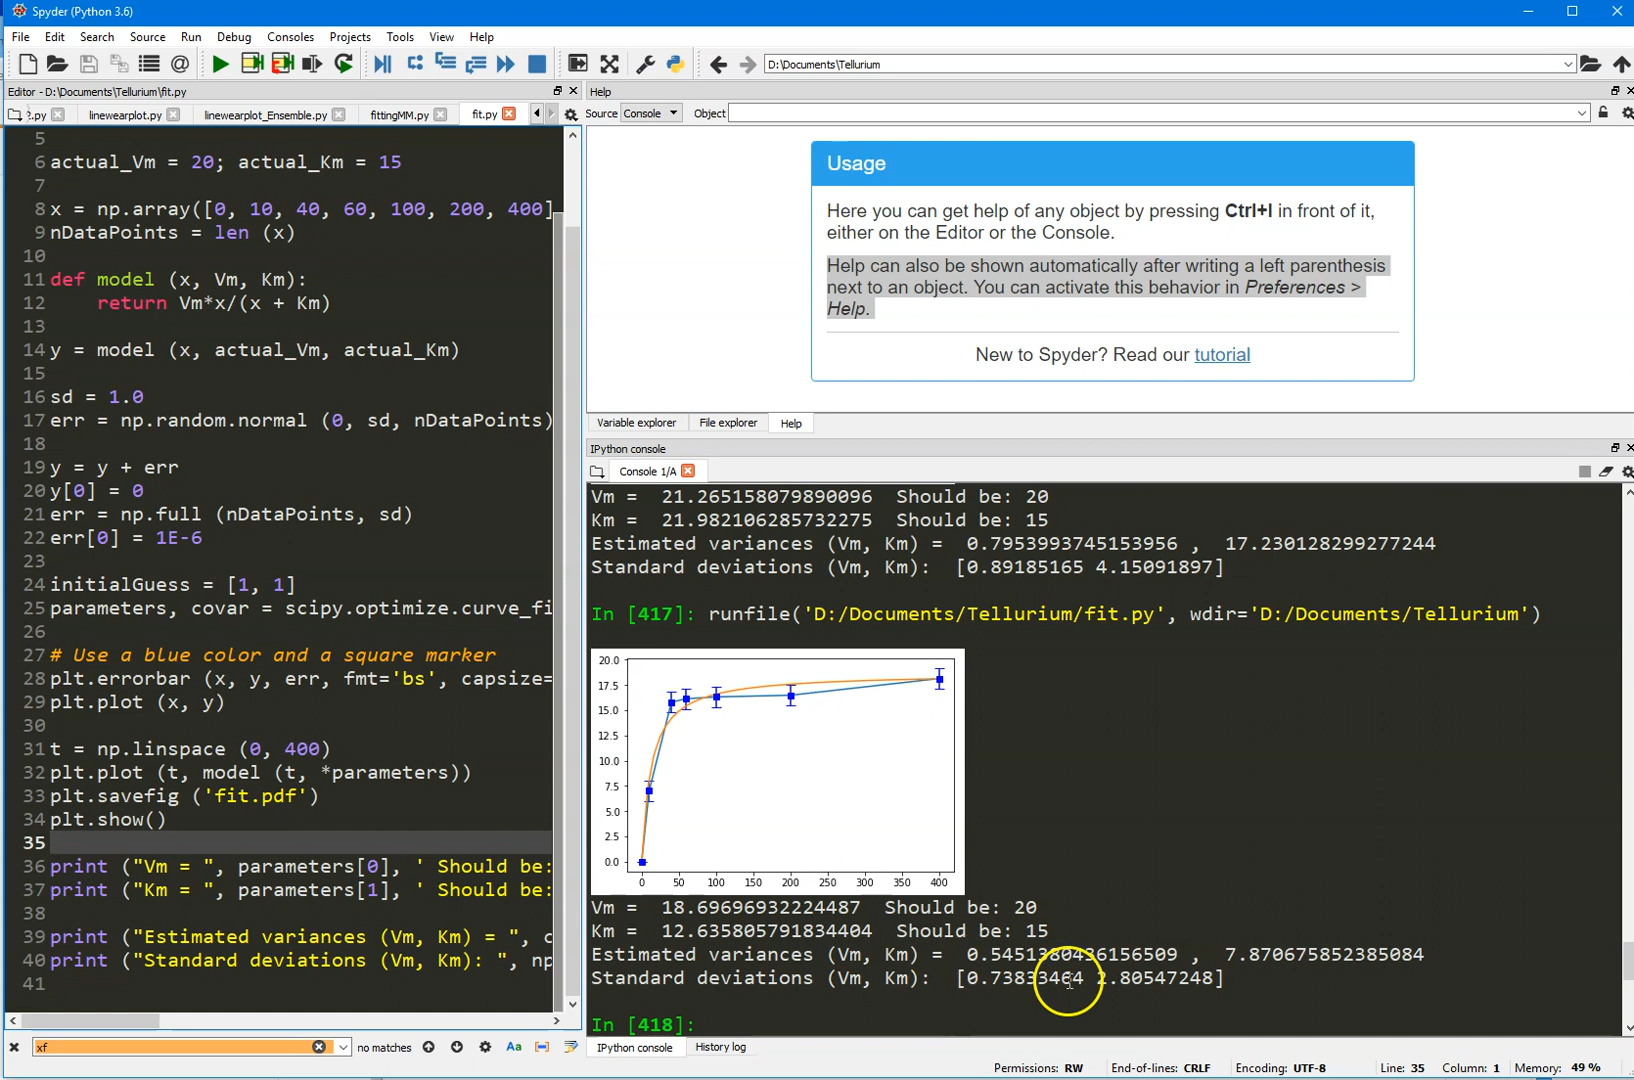 Spyder (Python 3.6)
File Edit Search Source Run Debug Consoles Projects Tools View Help
D:\Documents\Tellurium
Editor - D:\Documents\Tellurium\fit.py
2.py linewearplot.py linewearplot_Ensemble.py fittingMM.py fit.py
5
6 actual_Vm = 20; actual_Km = 15
7
8 x = np.array([0, 10, 40, 60, 100, 200, 400]
9 nDataPoints = len (x)
10
11 def model (x, Vm, Km):
12     return Vm*x/(x + Km)
13
14 y = model (x, actual_Vm, actual_Km)
15
16 sd = 1.0
17 err = np.random.normal (0, sd, nDataPoints)
18
19 y = y + err
20 y[0] = 0
21 err = np.full (nDataPoints, sd)
22 err[0] = 1E-6
23
24 initialGuess = [1, 1]
25 parameters, covar = scipy.optimize.curve_fi
26
27 # Use a blue color and a square marker
28 plt.errorbar (x, y, err, fmt='bs', capsize=
29 plt.plot (x, y)
30
31 t = np.linspace (0, 400)
32 plt.plot (t, model (t, *parameters))
33 plt.savefig ('fit.pdf')
34 plt.show()
35
36 print ("Vm = ", parameters[0], ' Should be:
37 print ("Km = ", parameters[1], ' Should be:
38
39 print ("Estimated variances (Vm, Km) = ", c
40 print ("Standard deviations (Vm, Km): ", np
41
xf
no matches
Aa
Help
Source Console Object
Usage
Here you can get help of any object by pressing Ctrl+I in front of it,
either on the Editor or the Console.
Help can also be shown automatically after writing a left parenthesis
next to an object. You can activate this behavior in Preferences >
Help.
New to Spyder? Read our tutorial
Variable explorer File explorer Help
IPython console
Console 1/A
Vm =  21.265158079890096  Should be: 20
Km =  21.982106285732275  Should be: 15
Estimated variances (Vm, Km) =  0.7953993745153956 ,  17.230128299277244
Standard deviations (Vm, Km):  [0.89185165 4.15091897]
In [417]: runfile('D:/Documents/Tellurium/fit.py', wdir='D:/Documents/Tellurium')
20.0
17.5
15.0
12.5
10.0
7.5
5.0
2.5
0.0
0 50 100 150 200 250 300 350 400
Vm =  18.69696932224487  Should be: 20
Km =  12.635805791834404  Should be: 15
Estimated variances (Vm, Km) =  0.5451380436156509 ,  7.870675852385084
Standard deviations (Vm, Km):  [0.73833464 2.80547248]
In [418]:
IPython console History log
Permissions: RW End-of-lines: CRLF Encoding: UTF-8 Line: 35 Column: 1 Memory: 49 %